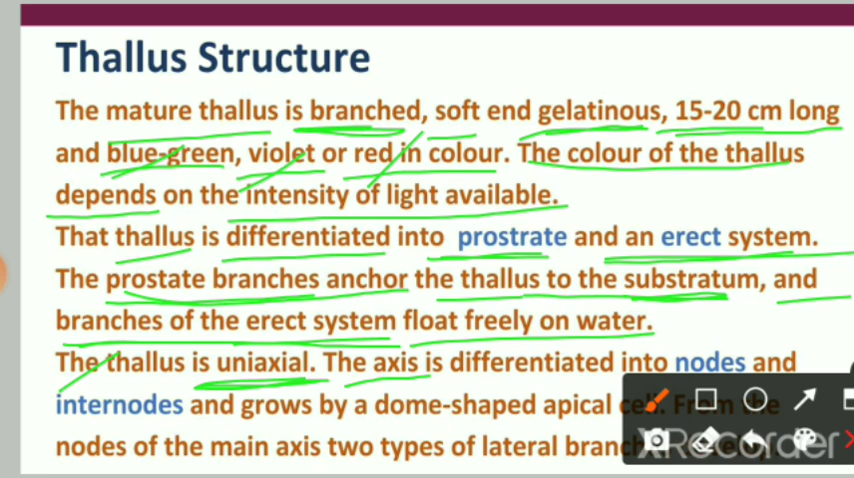 Thallus Structure
The mature thallus is branched, soft end gelatinous, 15-20 cm long
and blue-green, violet or red in colour. The colour of the thallus
depends on the intensity of light available.
That thallus is differentiated into prostrate and an erect system.
The prostate branches anchor the thallus to the substratum, and
branches of the erect system float freely on water.
The thallus is uniaxial. The axis is differentiated into nodes and
internodes and grows by a dome-shaped apical cell. From the
nodes of the main axis two types of lateral
XRecorder